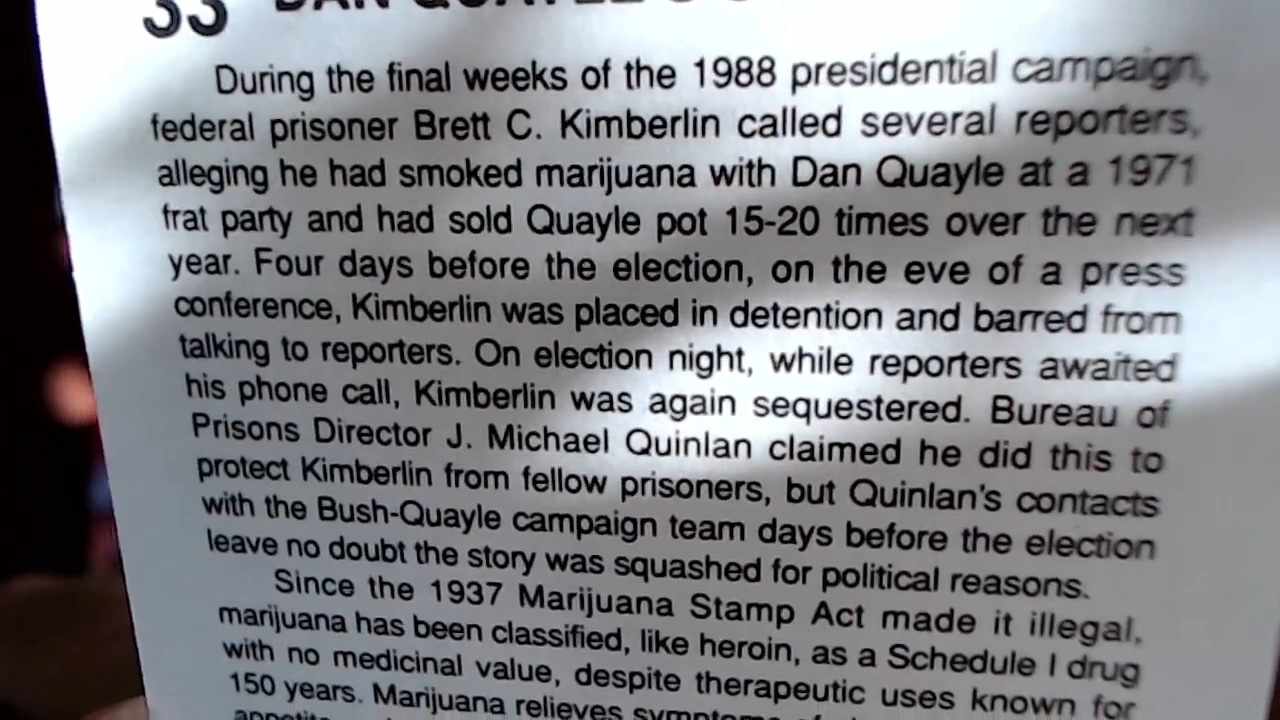 33 DAN QUAYLE'S
During the final weeks of the 1988 presidential campaign,
federal prisoner Brett C. Kimberlin called several reporters,
alleging he had smoked marijuana with Dan Quayle at a 1971
frat party and had sold Quayle pot 15-20 times over the next
year. Four days before the election, on the eve of a press
conference, Kimberlin was placed in detention and barred from
talking to reporters. On election night, while reporters awaited
his phone call, Kimberlin was again sequestered. Bureau of
Prisons Director J. Michael Quinlan claimed he did this to
protect Kimberlin from fellow prisoners, but Quinlan's contacts
with the Bush-Quayle campaign team days before the election
leave no doubt the story was squashed for political reasons.
Since the 1937 Marijuana Stamp Act made it illegal,
marijuana has been classified, like heroin, as a Schedule I drug
with no medicinal value, despite therapeutic uses known for
150 years. Marijuana relieves symptoms